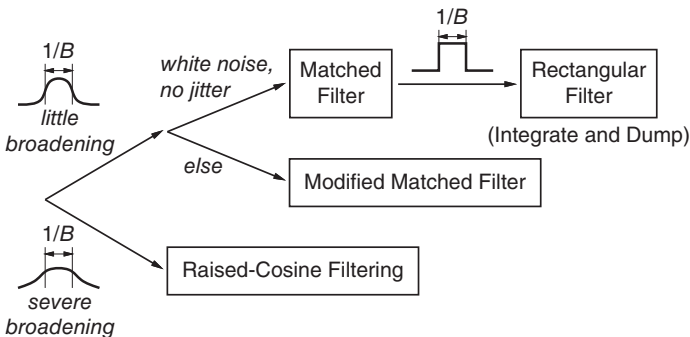 1/B
little
broadening
white noise,
no jitter
Matched
Filter
1/B
Rectangular
Filter
(Integrate and Dump)
else
Modified Matched Filter
1/B
severe
broadening
Raised-Cosine Filtering